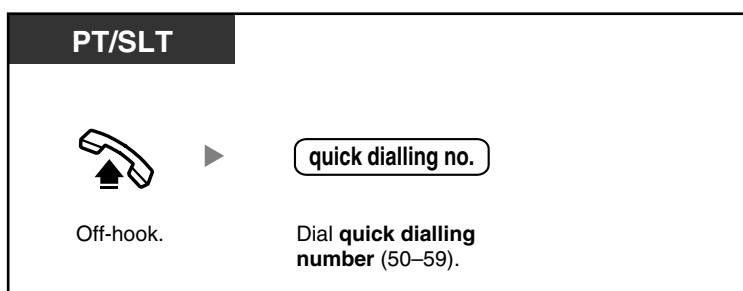 PT/SLT
quick dialling no.
Off-hook.
Dial quick dialling
number (50–59).